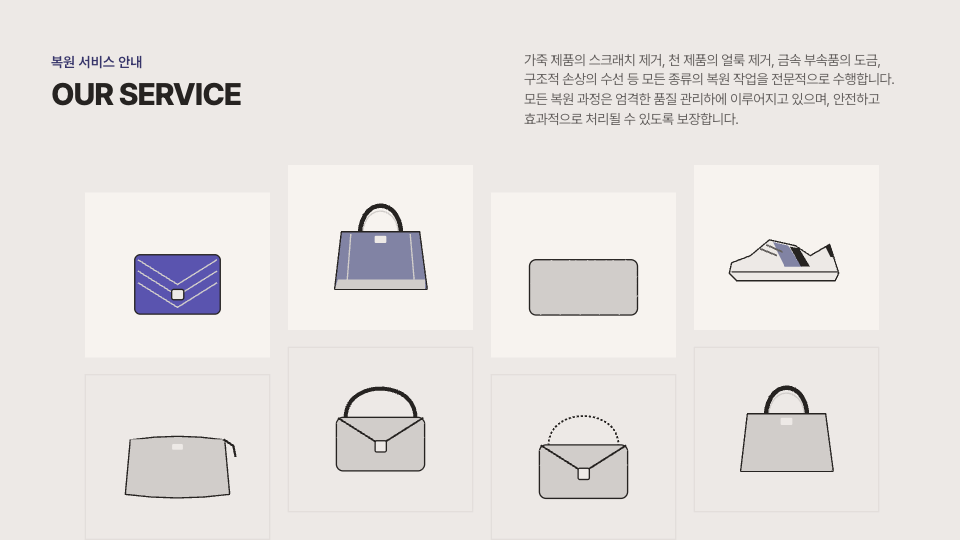 복원 서비스 안내
OUR SERVICE
가죽 제품의 스크래치 제거, 천 제품의 얼룩 제거, 금속 부속품의 도금,
구조적 손상의 수선 등 모든 종류의 복원 작업을 전문적으로 수행합니다.
모든 복원 과정은 엄격한 품질 관리하에 이루어지고 있으며, 안전하고
효과적으로 처리될 수 있도록 보장합니다.